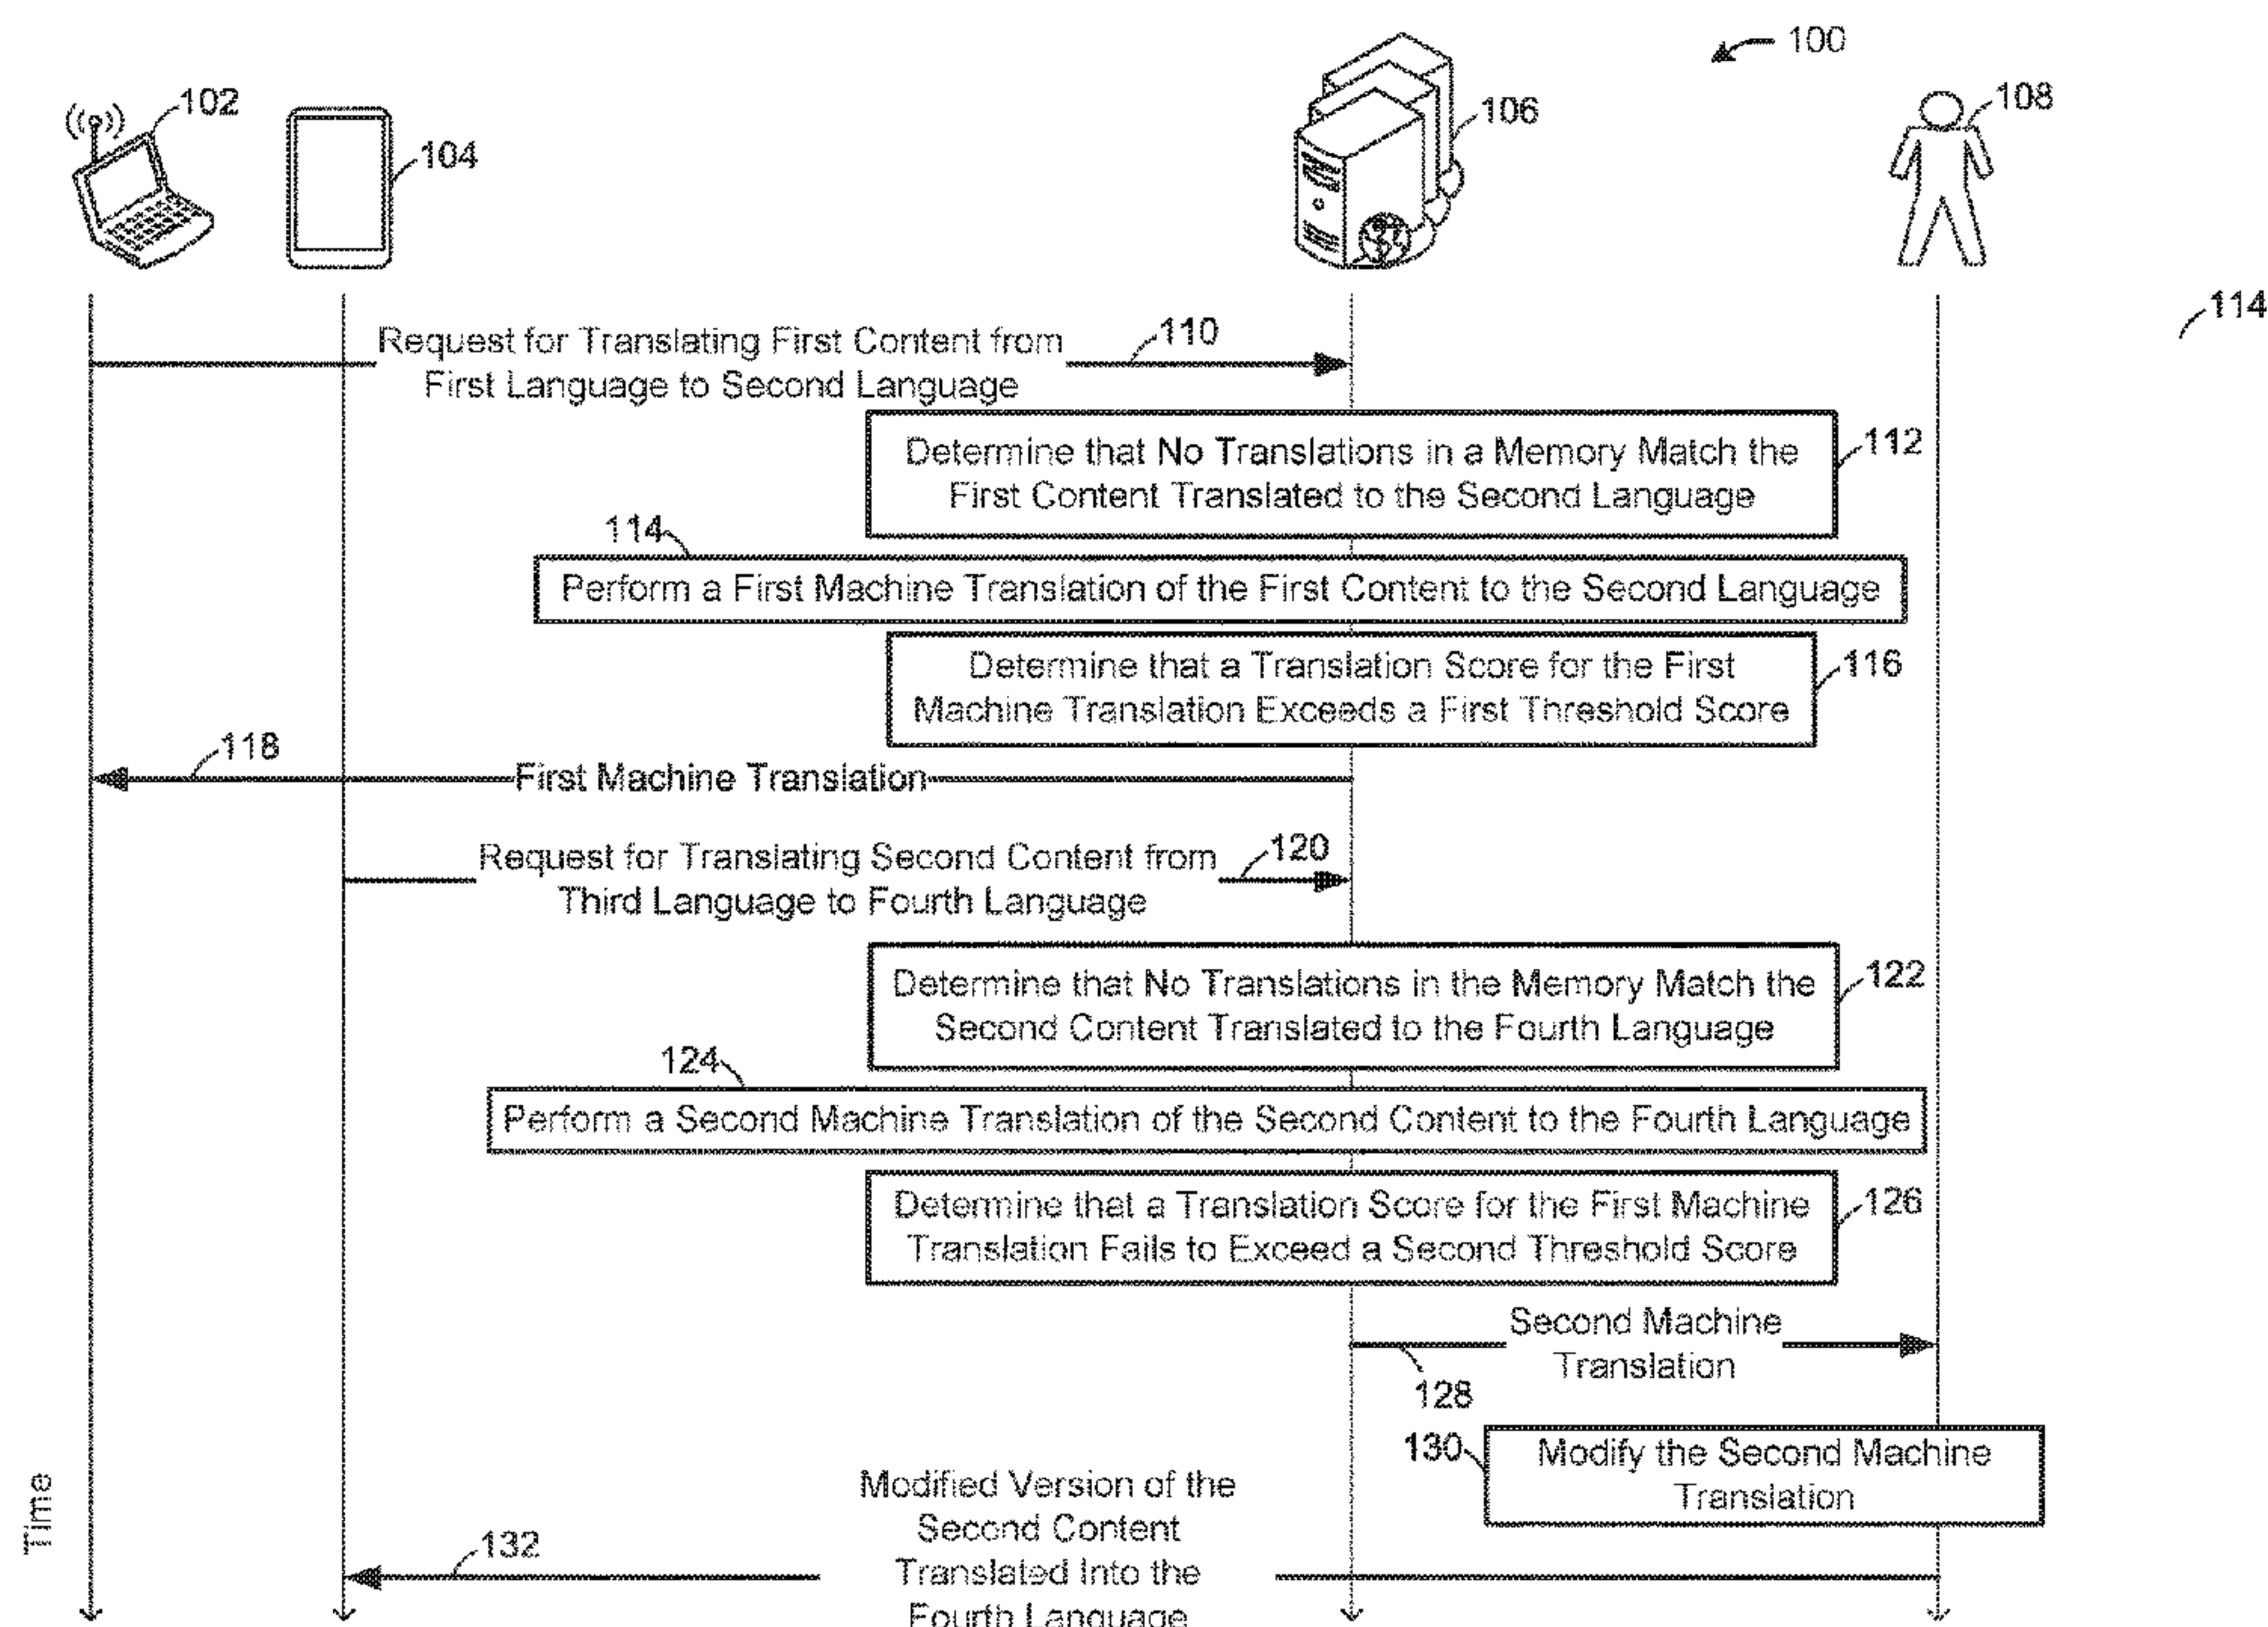 100
102
104
106
108
114
Request for Translating First Content from
First Language to Second Language
110
Determine that No Translations in a Memory Match the
First Content Translated to the Second Language
112
114
Perform a First Machine Translation of the First Content to the Second Language
Determine that a Translation Score for the First
Machine Translation Exceeds a First Threshold Score
116
118
First Machine Translation
Request for Translating Second Content from
Third Language to Fourth Language
120
Determine that No Translations in the Memory Match the
Second Content Translated to the Fourth Language
122
124
Perform a Second Machine Translation of the Second Content to the Fourth Language
Determine that a Translation Score for the First Machine
Translation Fails to Exceed a Second Threshold Score
126
Second Machine
Translation
128
130
Modify the Second Machine
Translation
Time
132
Modified Version of the
Second Content
Translated Into the
Fourth Language